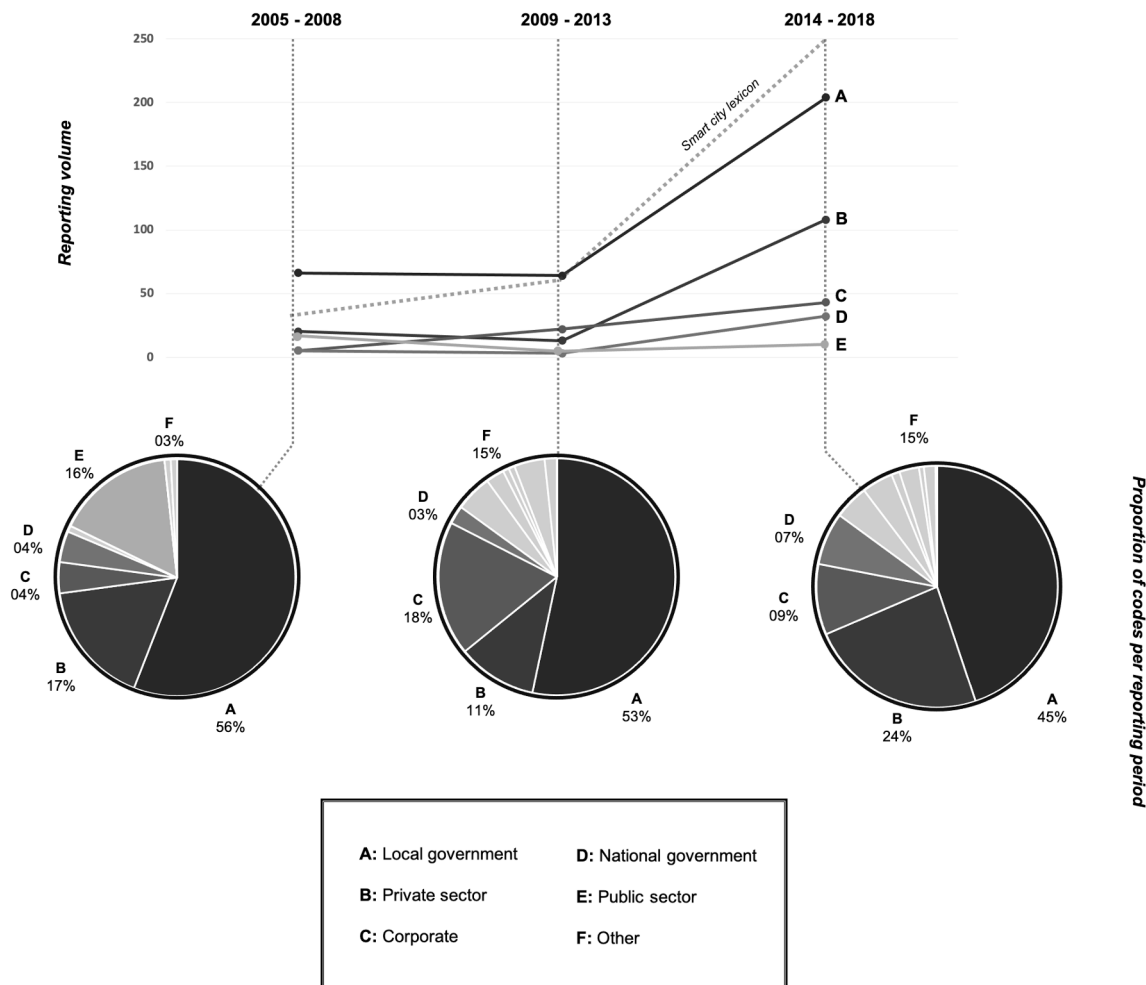 2005 - 2008 2009 - 2013 2014 - 2018
250
200
150
100
50
0
Reporting volume
Smart city lexicon
A
B
C
D
E
F
03%
E
16%
D
04%
C
04%
B
17%
A
56%
F
15%
D
03%
C
18%
B
11%
A
53%
F
15%
D
07%
C
09%
B
24%
A
45%
Proportion of codes per reporting period
A: Local government
B: Private sector
C: Corporate
D: National government
E: Public sector
F: Other